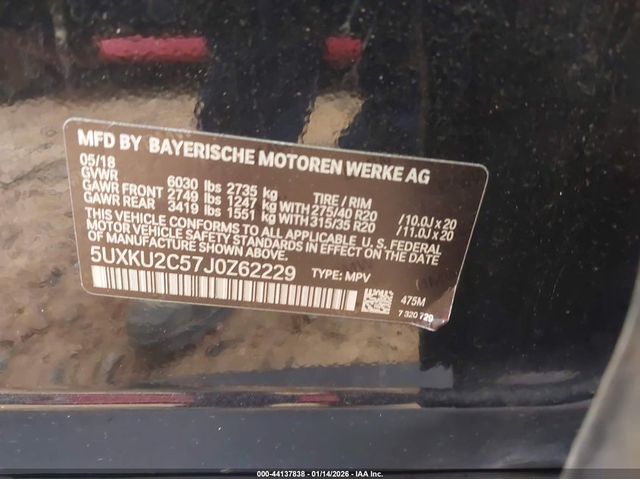 MFD BY BAYERISCHE MOTOREN WERKE AG
05/18
GVWR 6030 lbs 2735 kg TIRE / RIM
GAWR FRONT 2749 lbs 1247 kg WITH 275/40 R20 /10.0J x 20
GAWR REAR 3419 lbs 1551 kg WITH 315/35 R20 /11.0J x 20
THIS VEHICLE CONFORMS TO ALL APPLICABLE U.S. FEDERAL
MOTOR VEHICLE SAFETY STANDARDS IN EFFECT ON THE DATE
OF MANUFACTURE SHOWN ABOVE.
5UXKU2C57J0Z62229 TYPE: MPV
475M
7 320 720
000-44137838 - 01/14/2026 - IAA Inc.